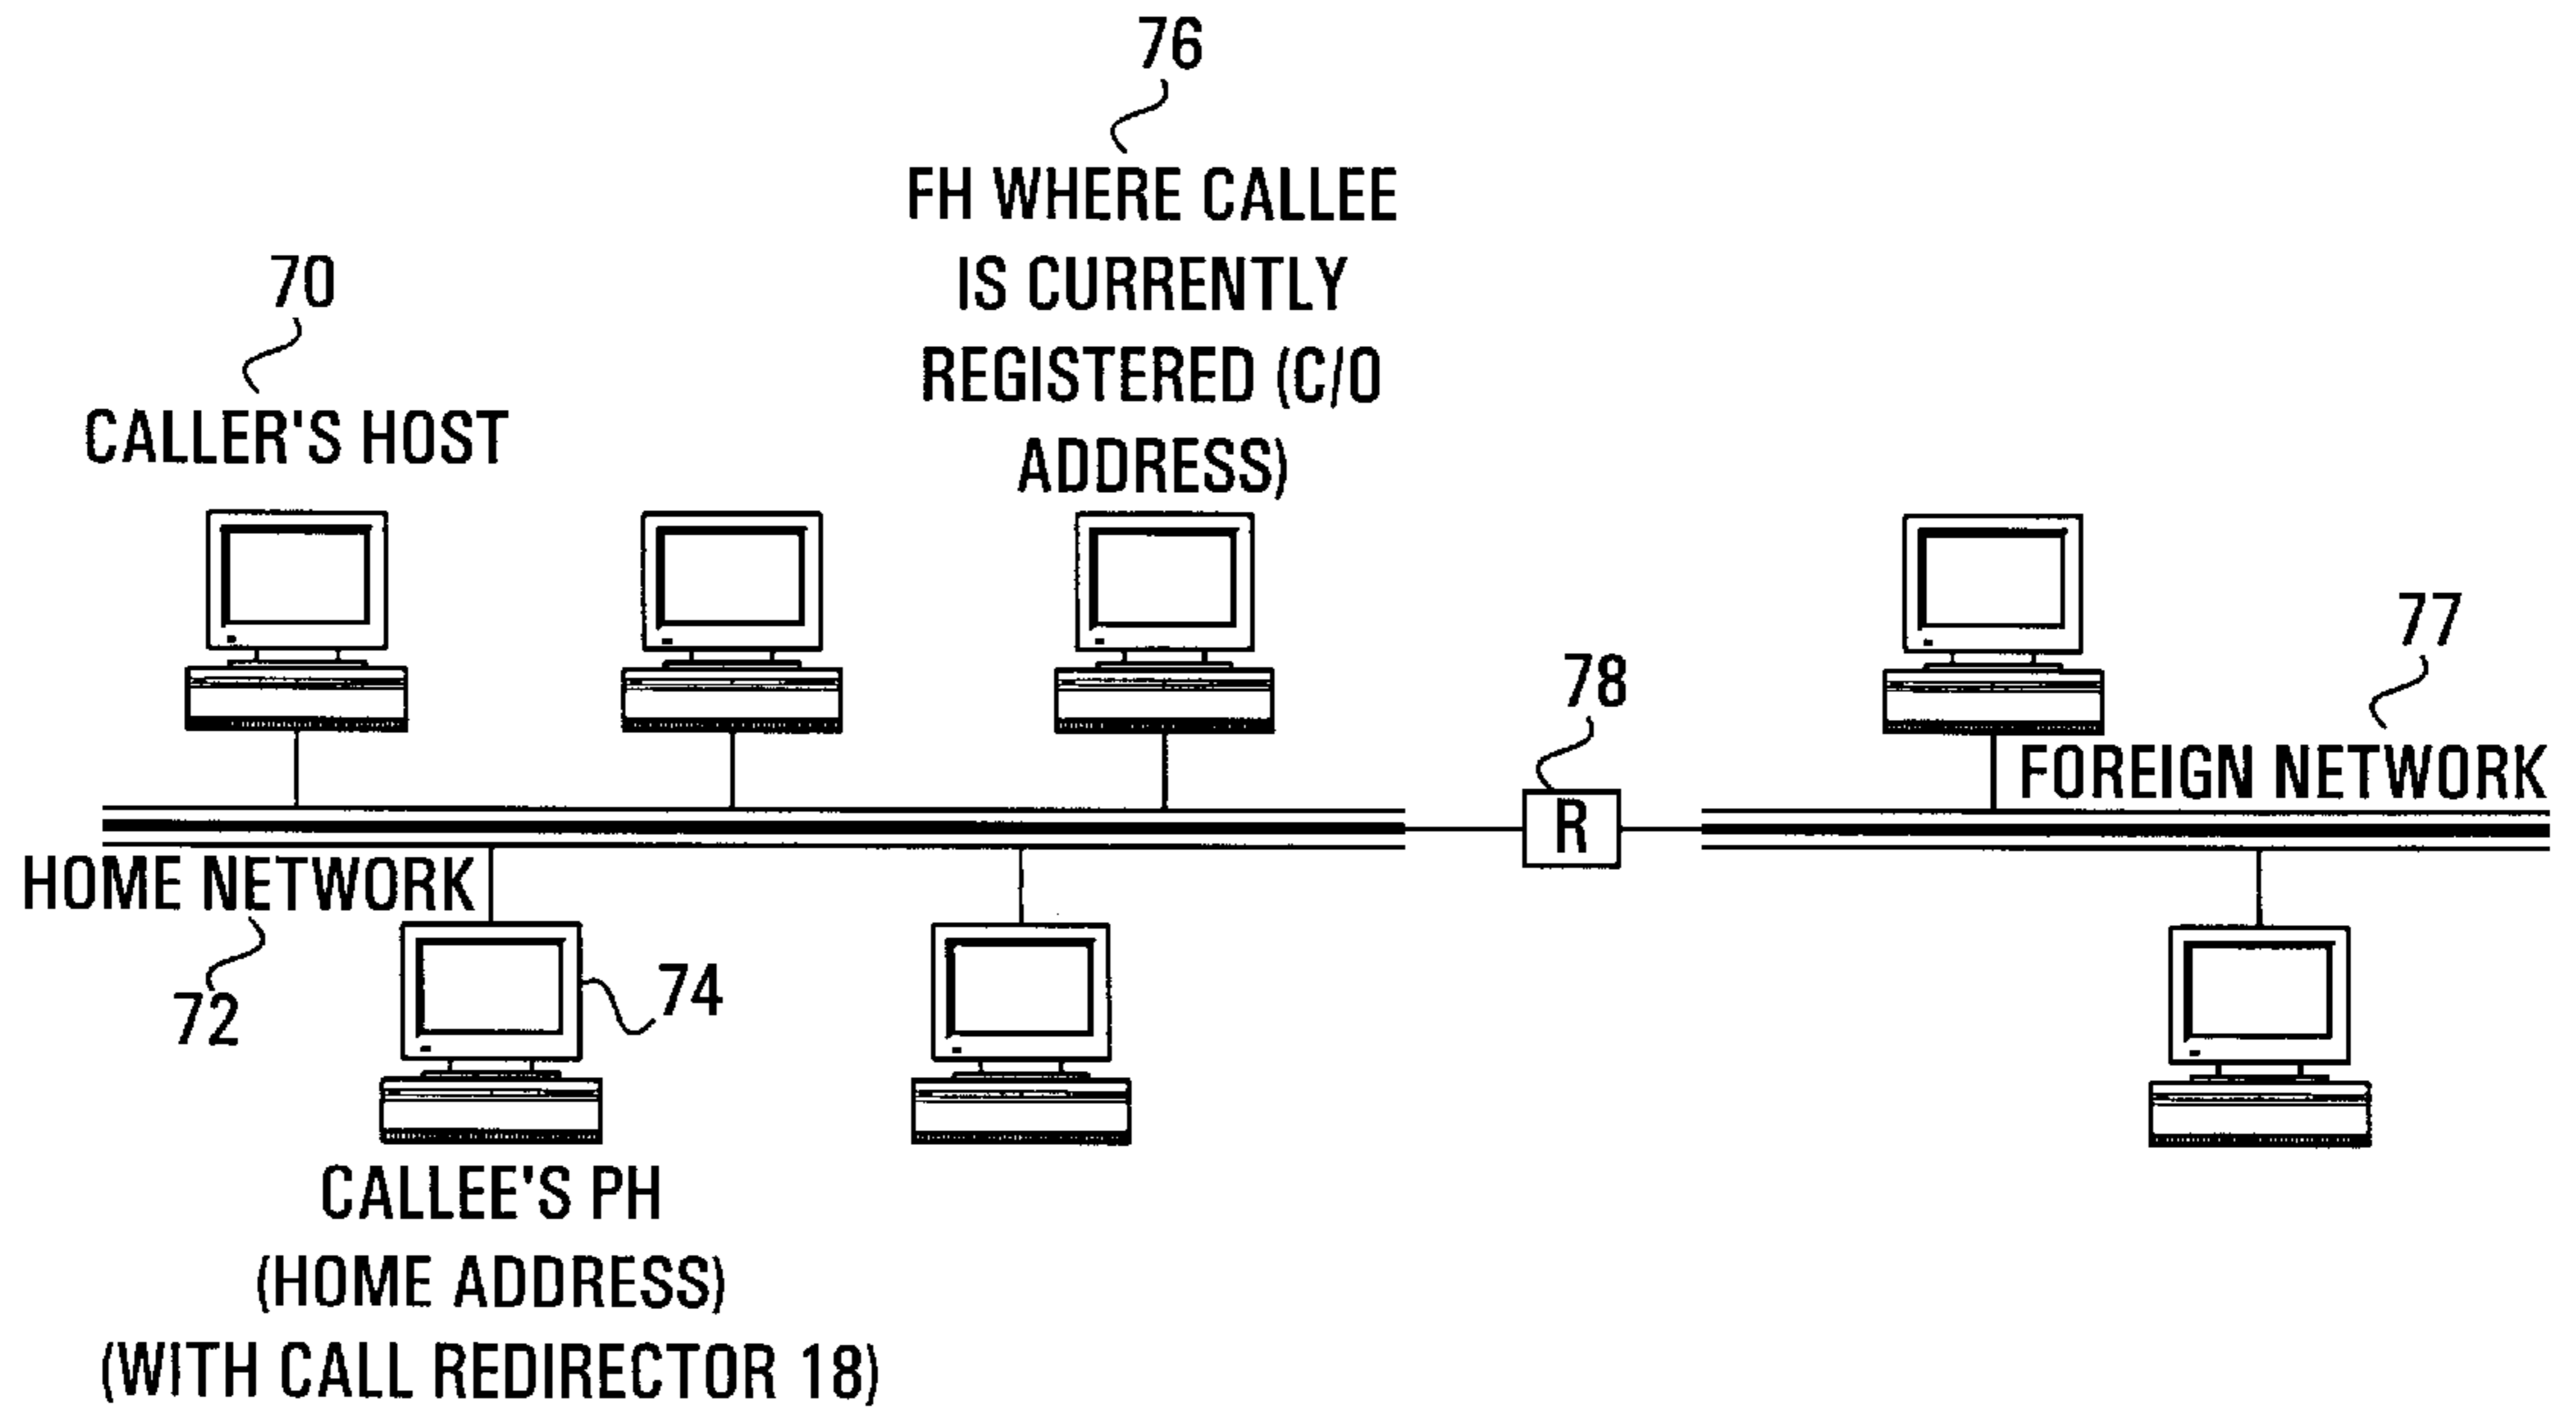 76
FH WHERE CALLEE
IS CURRENTLY
REGISTERED (C/O
ADDRESS)
70
CALLER'S HOST
77
78
FOREIGN NETWORK
R
HOME NETWORK
72
74
CALLEE'S PH
(HOME ADDRESS)
(WITH CALL REDIRECTOR 18)